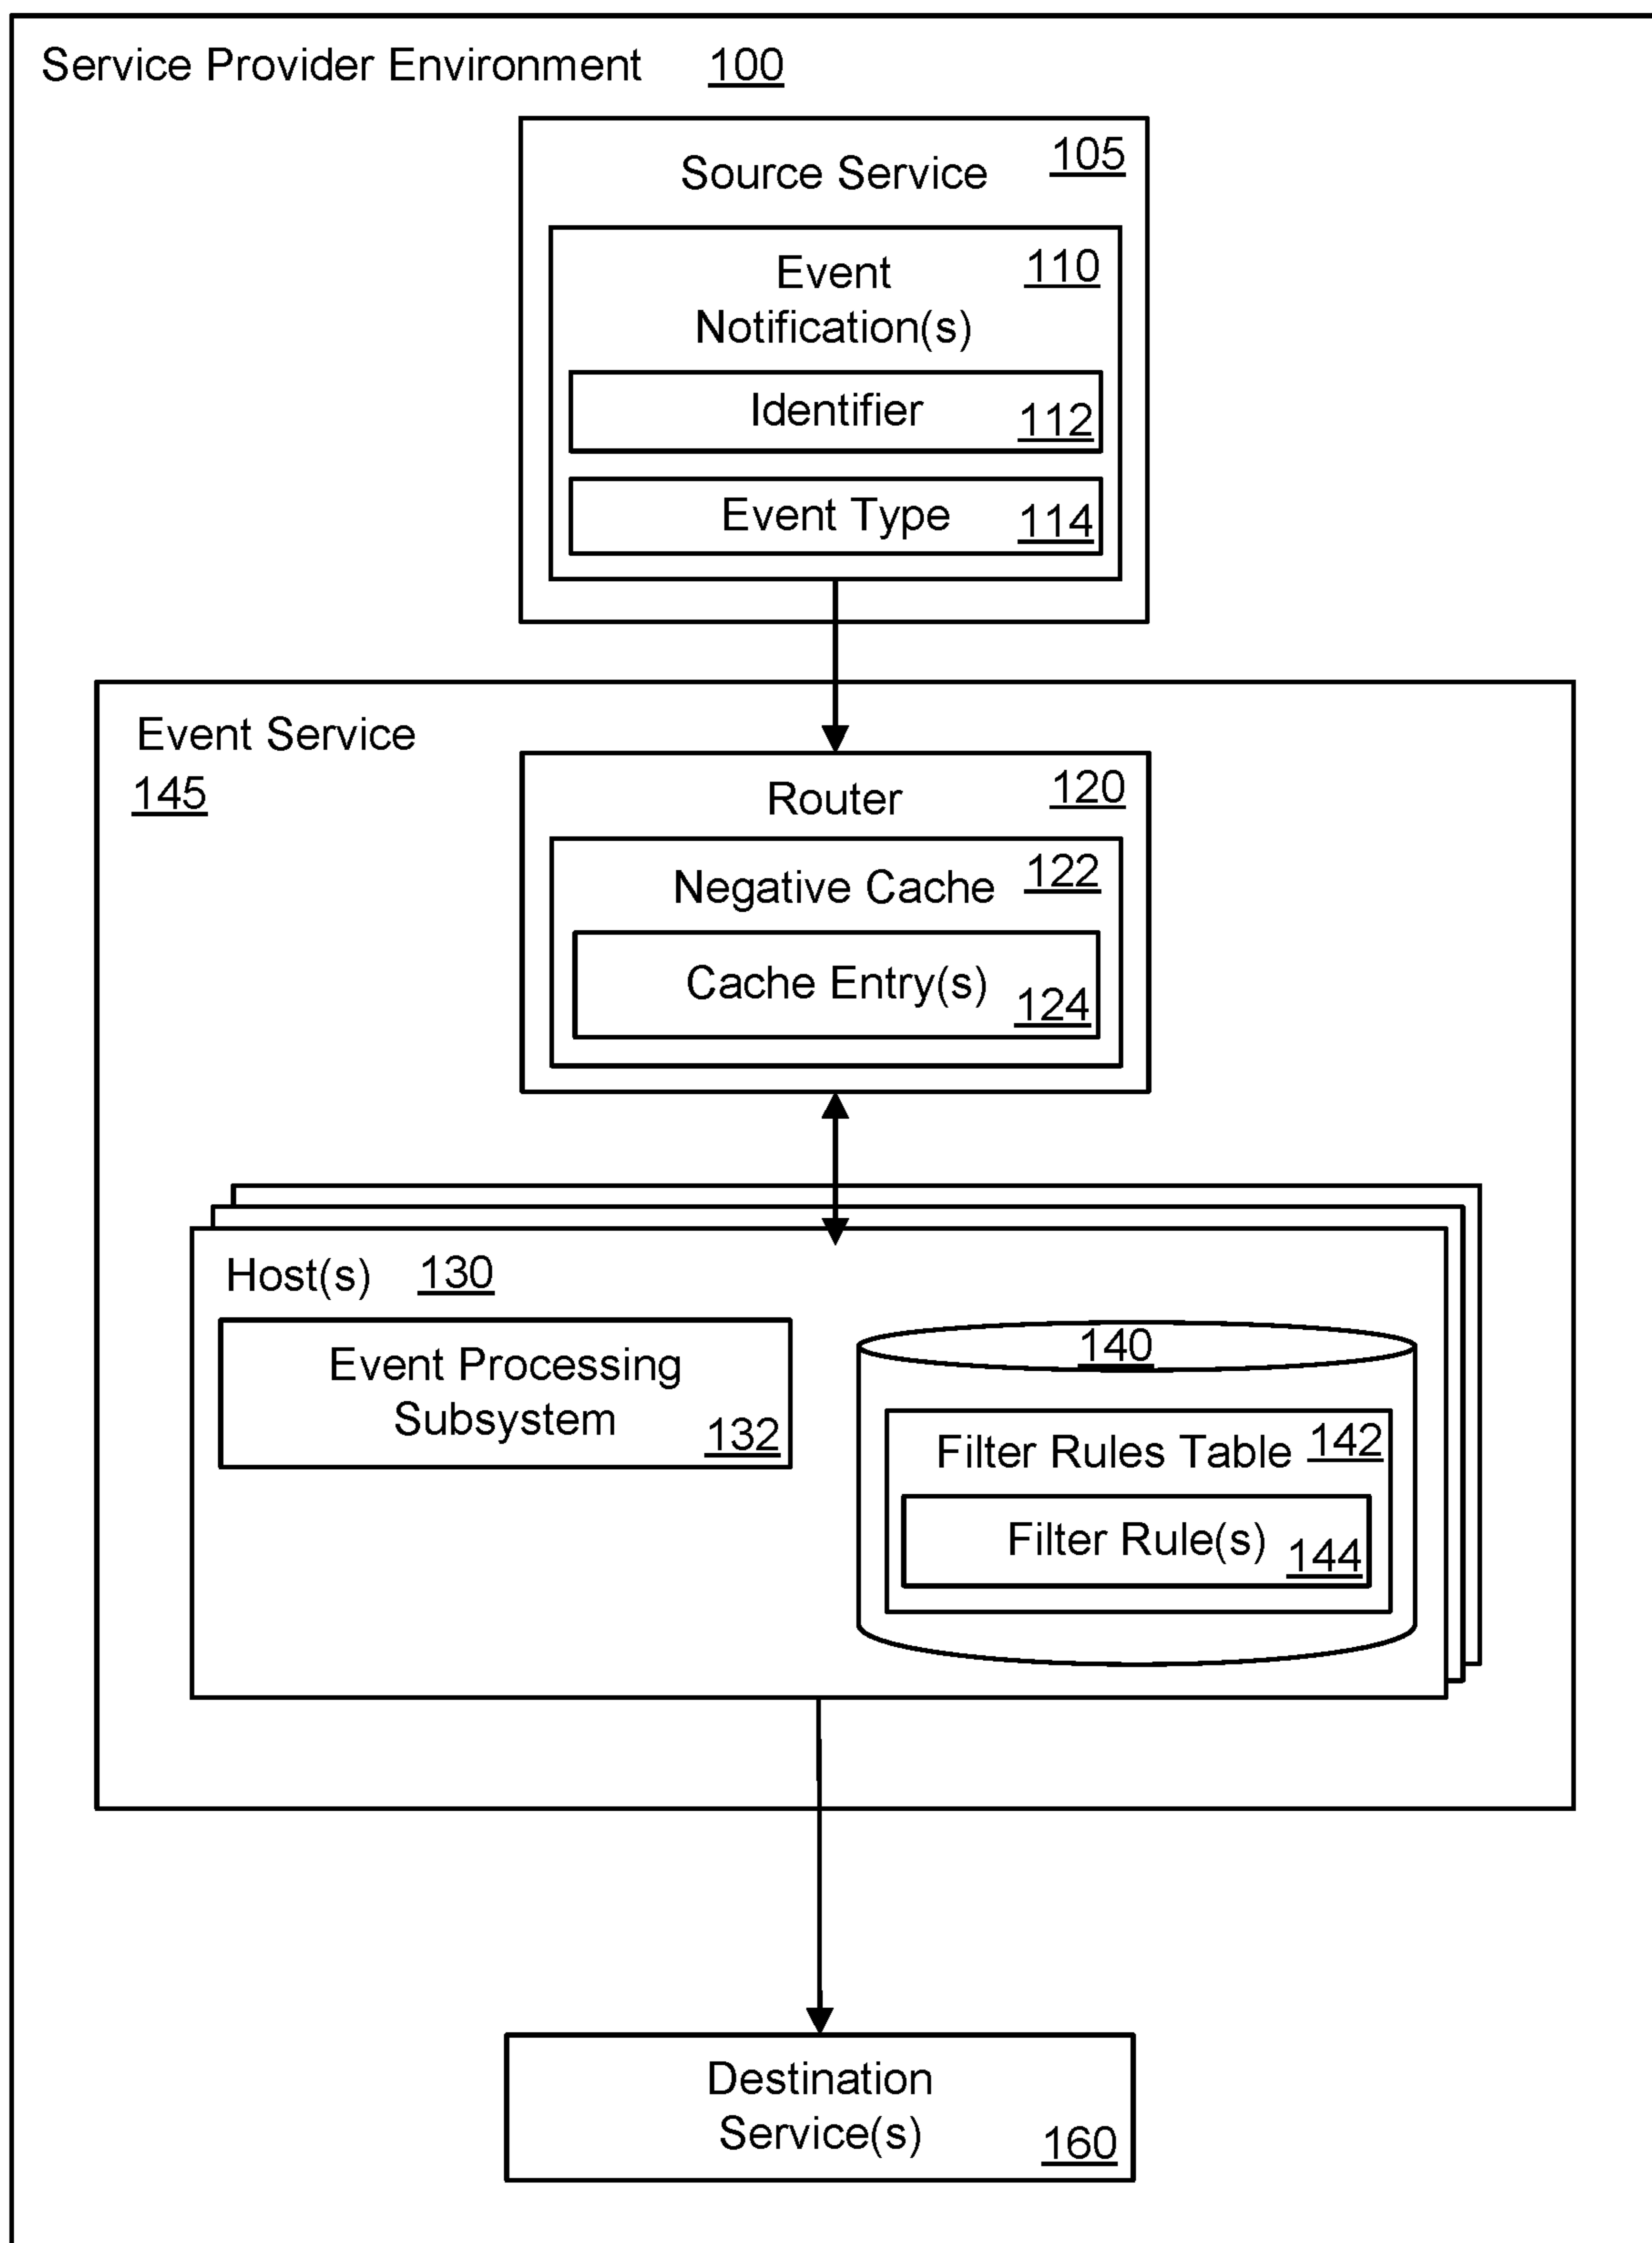 Service Provider Environment 100
Source Service 105
Event 110
Notification(s)
Identifier 112
Event Type 114
Event Service
145
Router 120
Negative Cache 122
Cache Entry(s) 124
Host(s) 130
Event Processing
Subsystem 132
140
Filter Rules Table 142
Filter Rule(s) 144
Destination
Service(s) 160